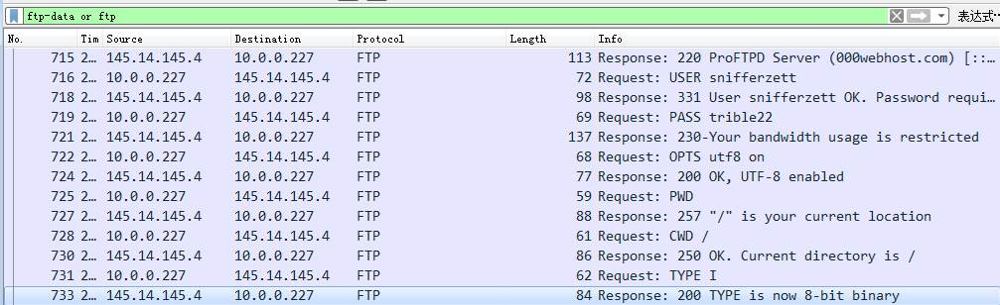 ftp-data or ftp 表达式…
No. Tim Source Destination Protocol Length Info
715 2… 145.14.145.4 10.0.0.227 FTP 113 Response: 220 ProFTPD Server (000webhost.com) [::…
716 2… 10.0.0.227 145.14.145.4 FTP 72 Request: USER snifferzett
718 2… 145.14.145.4 10.0.0.227 FTP 98 Response: 331 User snifferzett OK. Password requi…
719 2… 10.0.0.227 145.14.145.4 FTP 69 Request: PASS trible22
721 2… 145.14.145.4 10.0.0.227 FTP 137 Response: 230-Your bandwidth usage is restricted
722 2… 10.0.0.227 145.14.145.4 FTP 68 Request: OPTS utf8 on
724 2… 145.14.145.4 10.0.0.227 FTP 77 Response: 200 OK, UTF-8 enabled
725 2… 10.0.0.227 145.14.145.4 FTP 59 Request: PWD
727 2… 145.14.145.4 10.0.0.227 FTP 88 Response: 257 "/" is your current location
728 2… 10.0.0.227 145.14.145.4 FTP 61 Request: CWD /
730 2… 145.14.145.4 10.0.0.227 FTP 86 Response: 250 OK. Current directory is /
731 2… 10.0.0.227 145.14.145.4 FTP 62 Request: TYPE I
733 2… 145.14.145.4 10.0.0.227 FTP 84 Response: 200 TYPE is now 8-bit binary